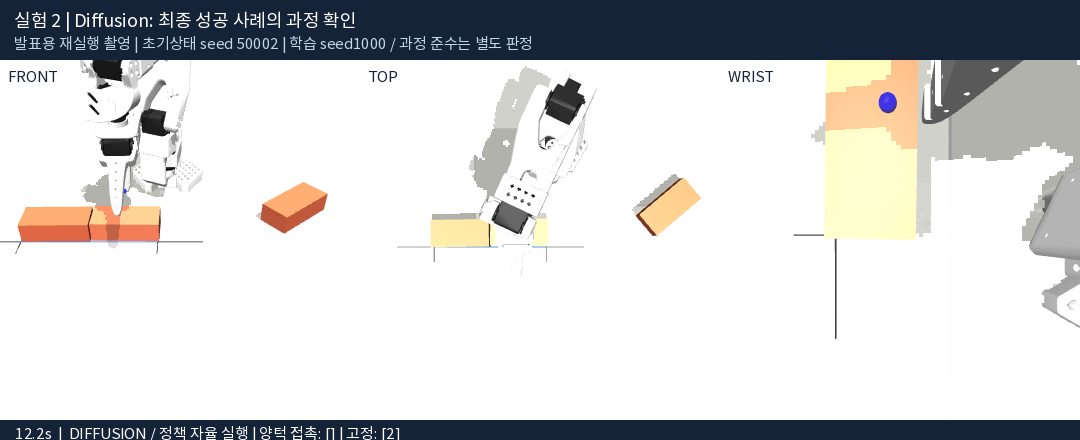 실험 2 | Diffusion: 최종 성공 사례의 과정 확인
발표용 재실행 촬영 | 초기상태 seed 50002 | 학습 seed1000 / 과정 준수는 별도 판정
FRONT
TOP
WRIST
12.2s | DIFFUSION / 정책 자율 실행 | 양턱 접촉: [] | 고정: [2]